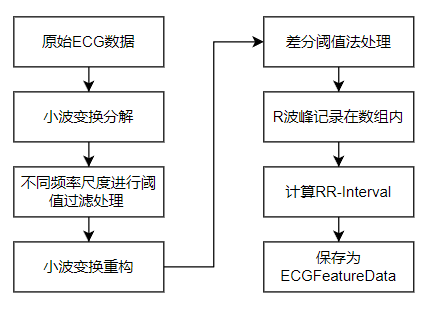 原始ECG数据
小波变换分解
不同频率尺度进行阈
值过滤处理
小波变换重构
差分阈值法处理
R波峰记录在数组内
计算RR-Interval
保存为
ECGFeatureData